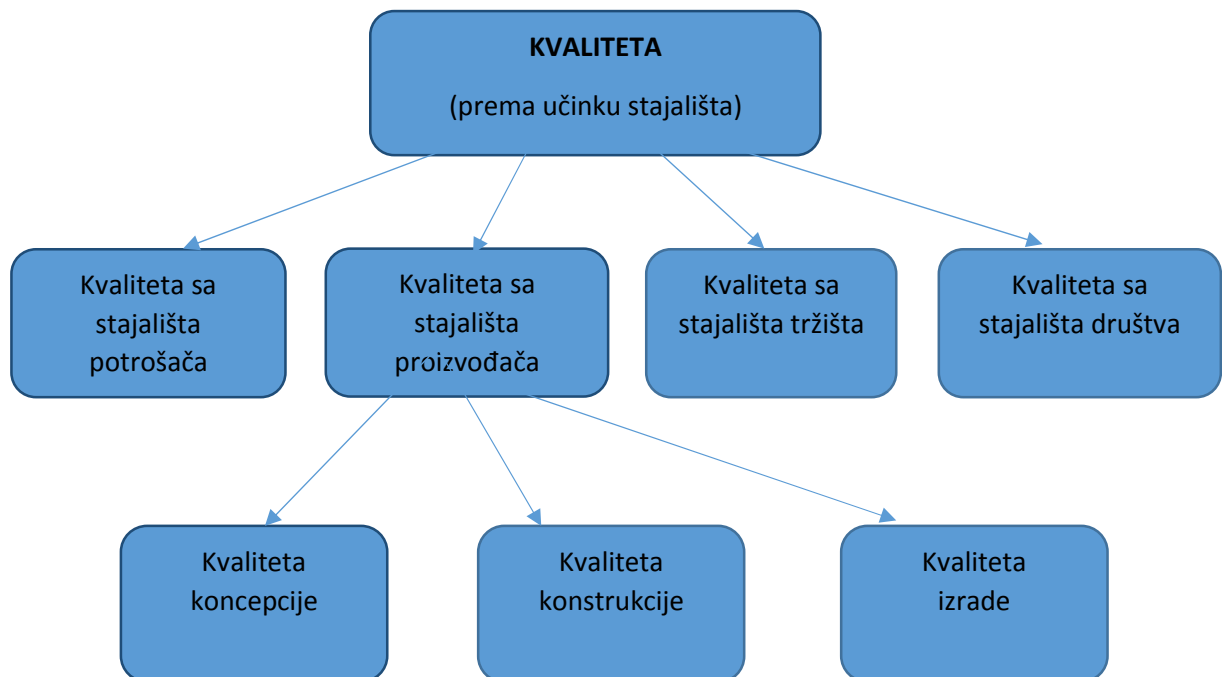 KVALITETA
(prema učinku stajališta)
Kvaliteta sa
stajališta
potrošača
Kvaliteta sa
stajališta
proizvođača
Kvaliteta sa
stajališta tržišta
Kvaliteta sa
stajališta društva
Kvaliteta
koncepcije
Kvaliteta
konstrukcije
Kvaliteta
izrade